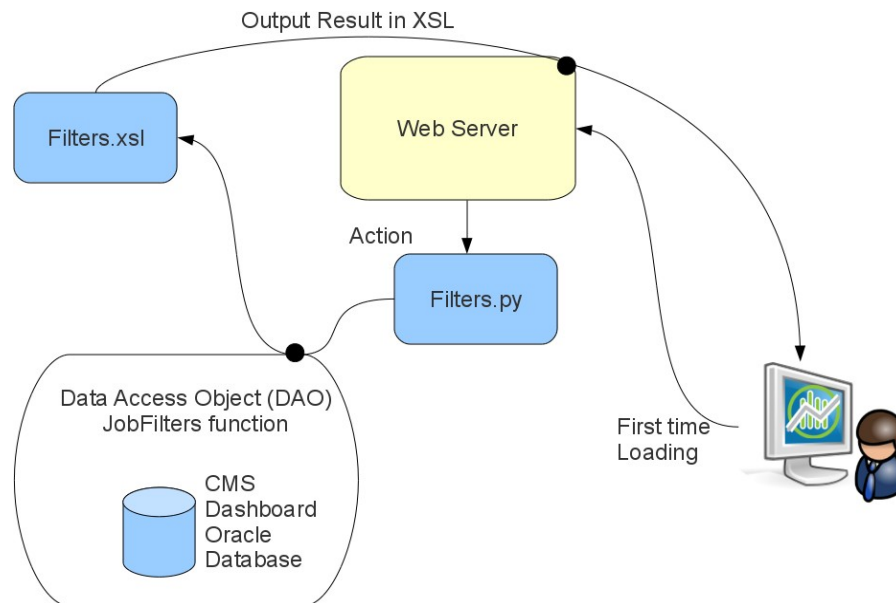 Output Result in XSL
Filters.xsl
Web Server
Action
Filters.py
Data Access Object (DAO)
JobFilters function
CMS
Dashboard
Oracle
Database
First time
Loading